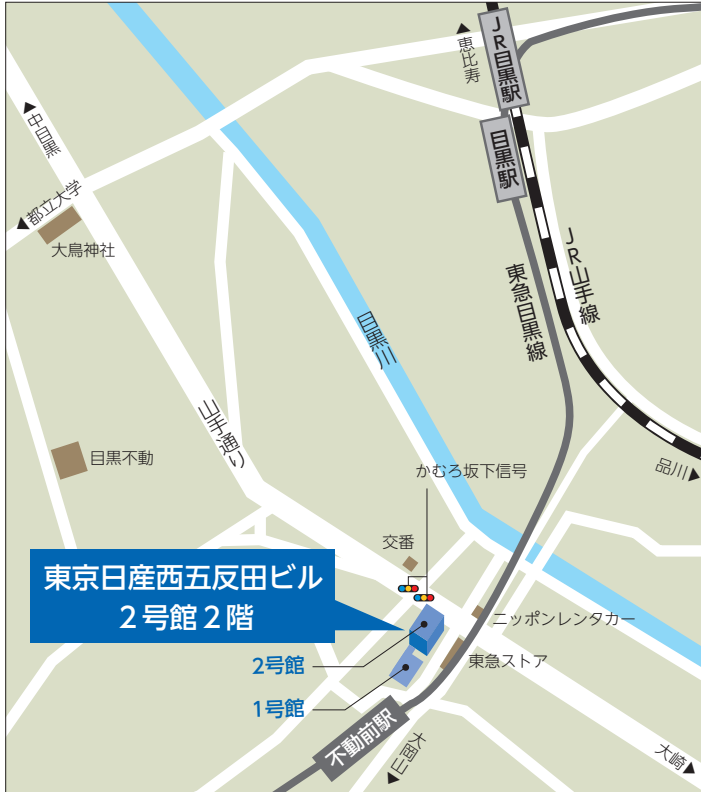 ▲恵比寿
JR目黒駅
目黒駅
▲中目黒
▲都立大学
大鳥神社
JR山手線
東急目黒線
目黒川
山手通り
目黒不動
かむろ坂下信号
品川▲
交番
東京日産西五反田ビル
2号館2階
ニッポンレンタカー
2号館
東急ストア
1号館
不動前駅
大岡山▲
大崎▲